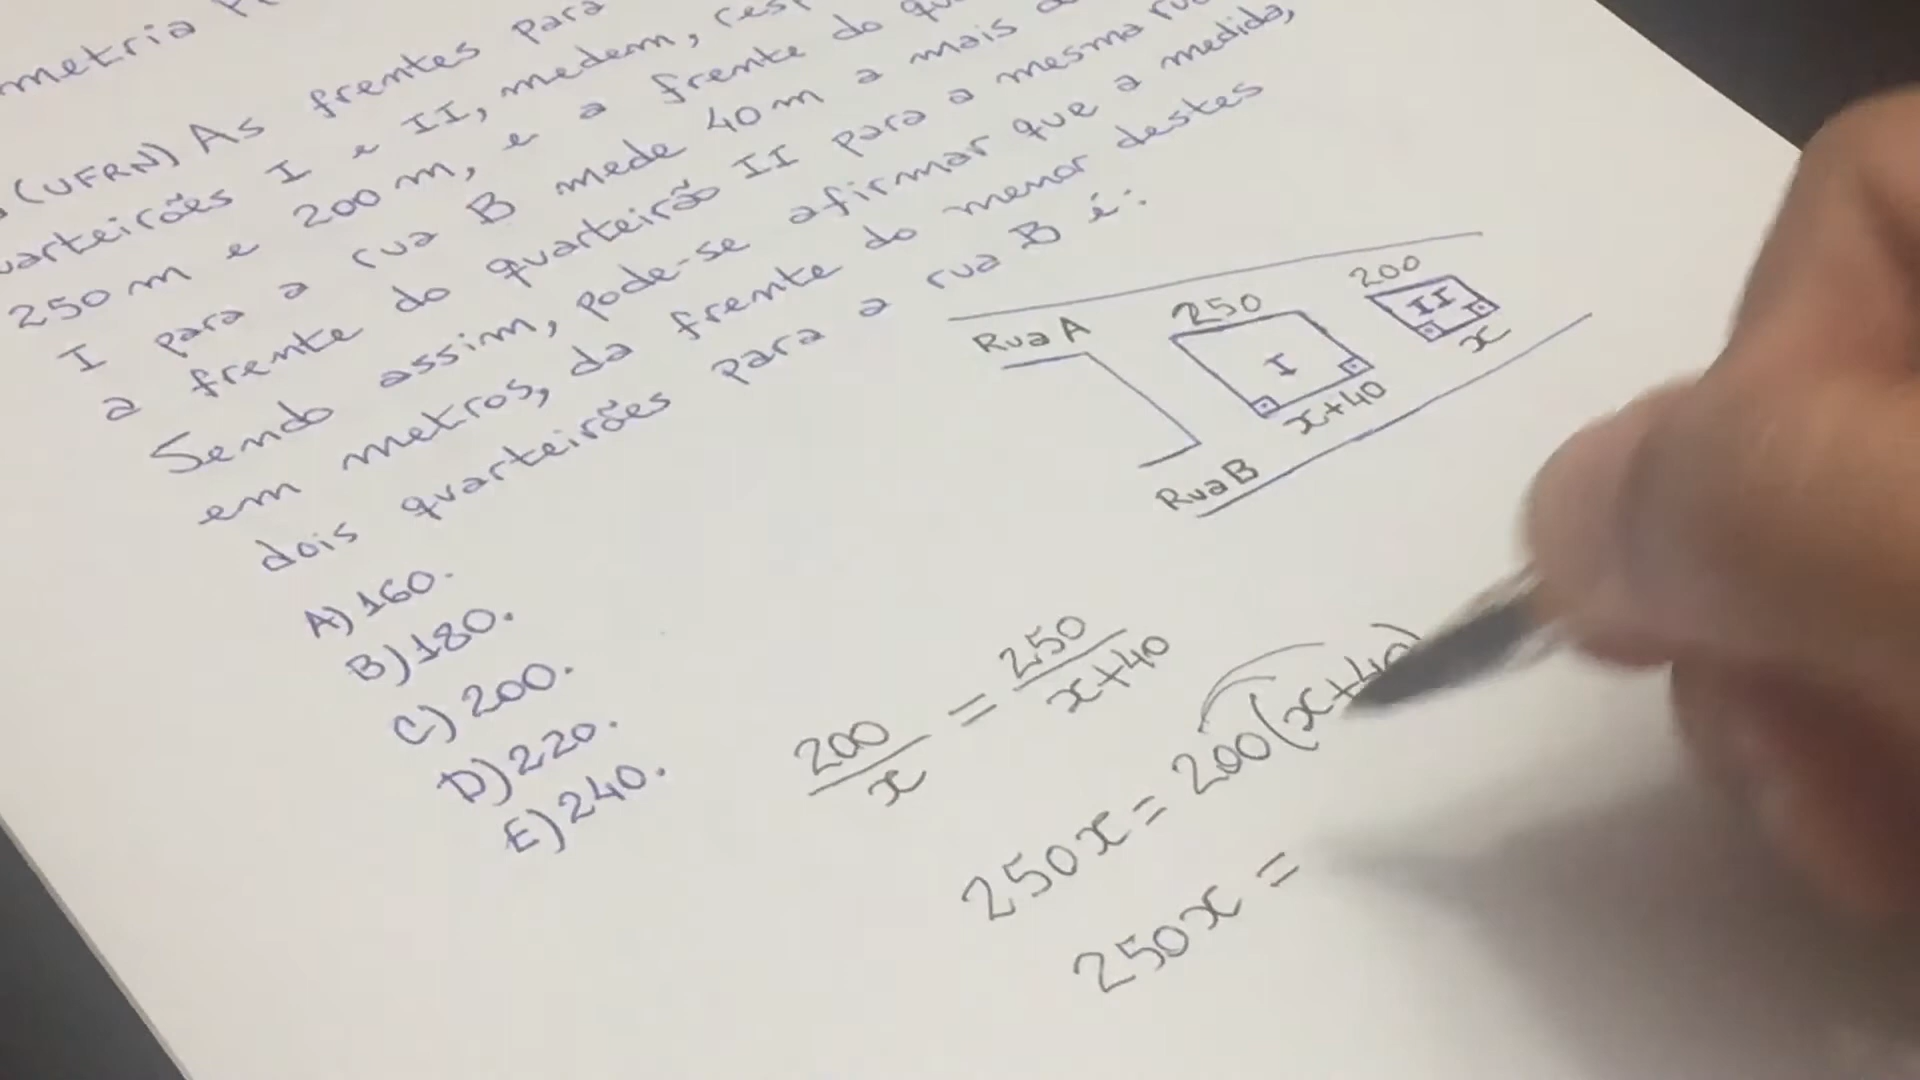 metria
(UFRN) As frentes para
quarteirões I e II, medem,
250 m e 200 m, e a frente do
I para a rua B mede 40 m a mais
a frente do quarteirão II para a mesma
Sendo assim, pode-se afirmar que a medida,
em metros, da frente do menor destes
dois quarteirões para a rua B é:
A) 160.
B) 180.
C) 200.
D) 220.
E) 240.
Rua A
250
200
I
II
x+40
x
Rua B
200/x = 250/x+40
250x = 200(x+40)
250x =